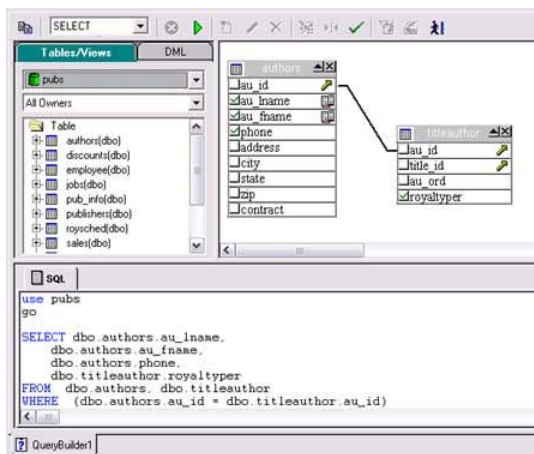 SELECT
Tables/Views
DML
pubs
All Owners
Table
authors(dbo)
discounts(dbo)
employee(dbo)
jobs(dbo)
pub_info(dbo)
publishers(dbo)
roysched(dbo)
sales(dbo)
authors
au_id
au_lname
au_fname
phone
address
city
state
zip
contract
titleauthor
au_id
title_id
au_ord
royaltyper
SQL
use pubs
go
SELECT dbo.authors.au_lname,
dbo.authors.au_fname,
dbo.authors.phone,
dbo.titleauthor.royaltyper
FROM dbo.authors, dbo.titleauthor
WHERE (dbo.authors.au_id = dbo.titleauthor.au_id)
QueryBuilder1